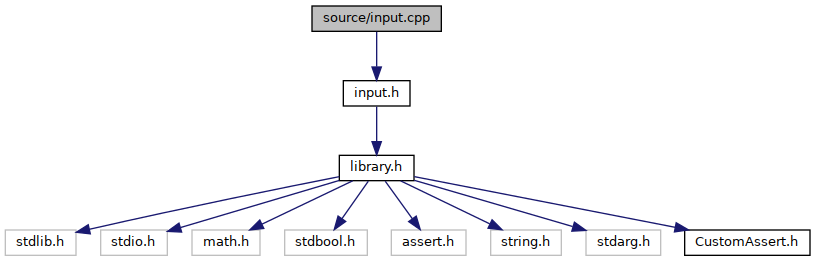 source/input.cpp
input.h
library.h
stdlib.h
stdio.h
math.h
stdbool.h
assert.h
string.h
stdarg.h
CustomAssert.h